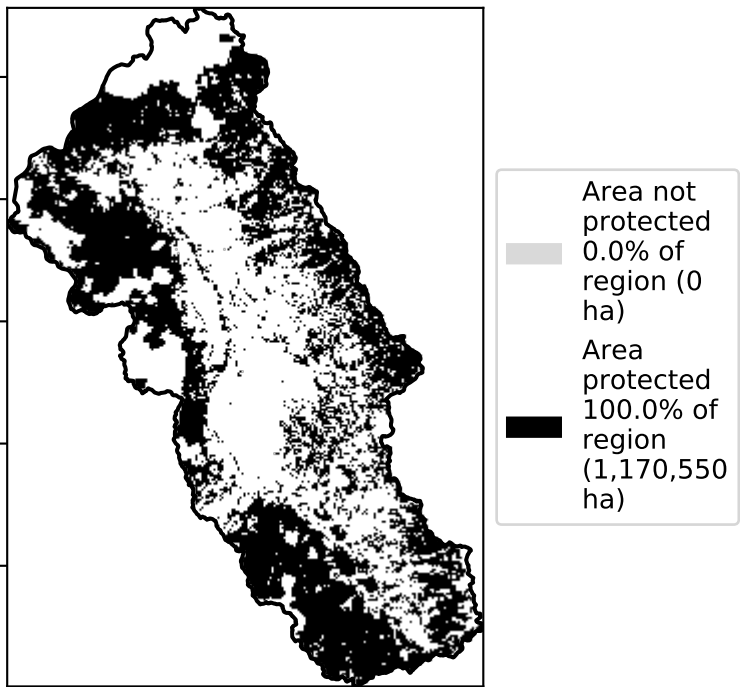 Area not
protected
0.0% of
region (0
ha)
Area
protected
100.0% of
region
(1,170,550
ha)